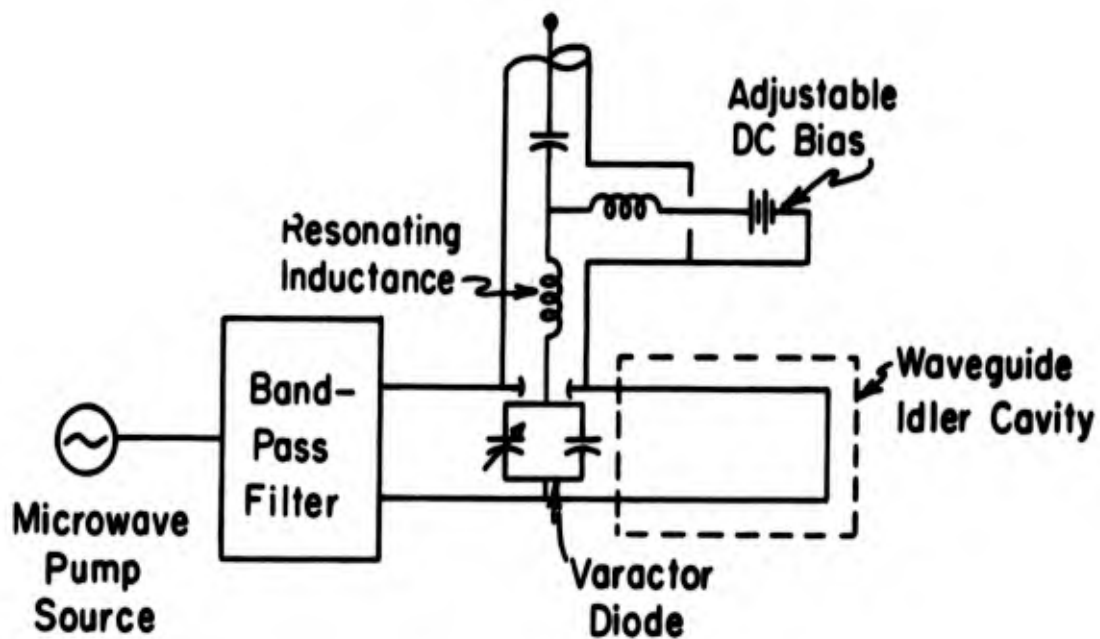 Adjustable
DC Bias
Resonating
Inductance
Band-
Pass
Filter
Waveguide
Idler Cavity
Microwave
Pump
Source
Varactor
Diode